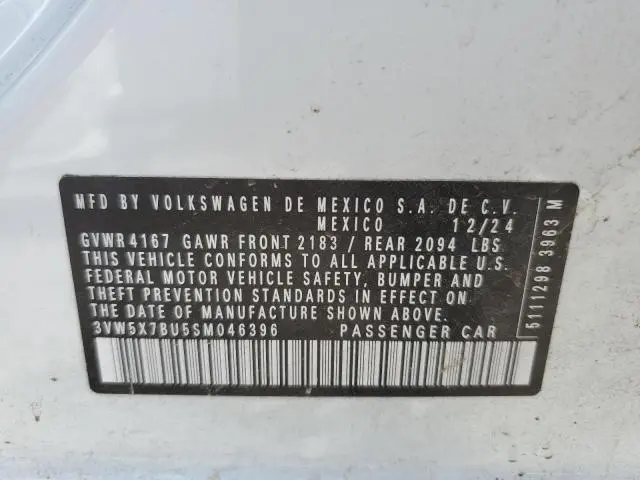 MFD BY VOLKSWAGEN DE MEXICO S.A. DE C.V.
MEXICO 12/24
GVWR 4167 GAWR FRONT 2183 / REAR 2094 LBS
THIS VEHICLE CONFORMS TO ALL APPLICABLE U.S.
FEDERAL MOTOR VEHICLE SAFETY, BUMPER AND
THEFT PREVENTION STANDARDS IN EFFECT ON
THE DATE OF MANUFACTURE SHOWN ABOVE.
3VW5X7BU5SM046396 PASSENGER CAR
5111298 3963 M